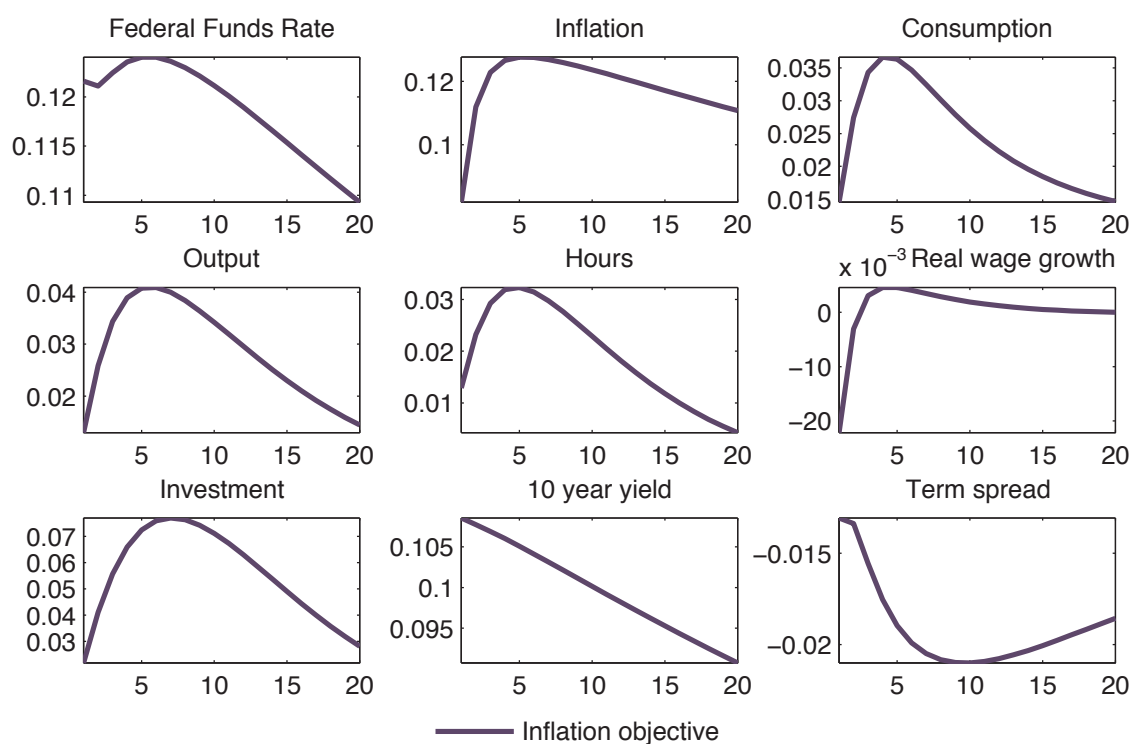 Federal Funds Rate
0.12
0.115
0.11
5 10 15 20
Inflation
0.12
0.1
5 10 15 20
Consumption
0.035
0.03
0.025
0.02
0.015
5 10 15 20
Output
0.04
0.03
0.02
5 10 15 20
Hours
0.03
0.02
0.01
5 10 15 20
x 10−3 Real wage growth
0
−10
−20
5 10 15 20
Investment
0.07
0.06
0.05
0.04
0.03
5 10 15 20
10 year yield
0.105
0.1
0.095
5 10 15 20
Term spread
−0.015
−0.02
5 10 15 20
Inflation objective